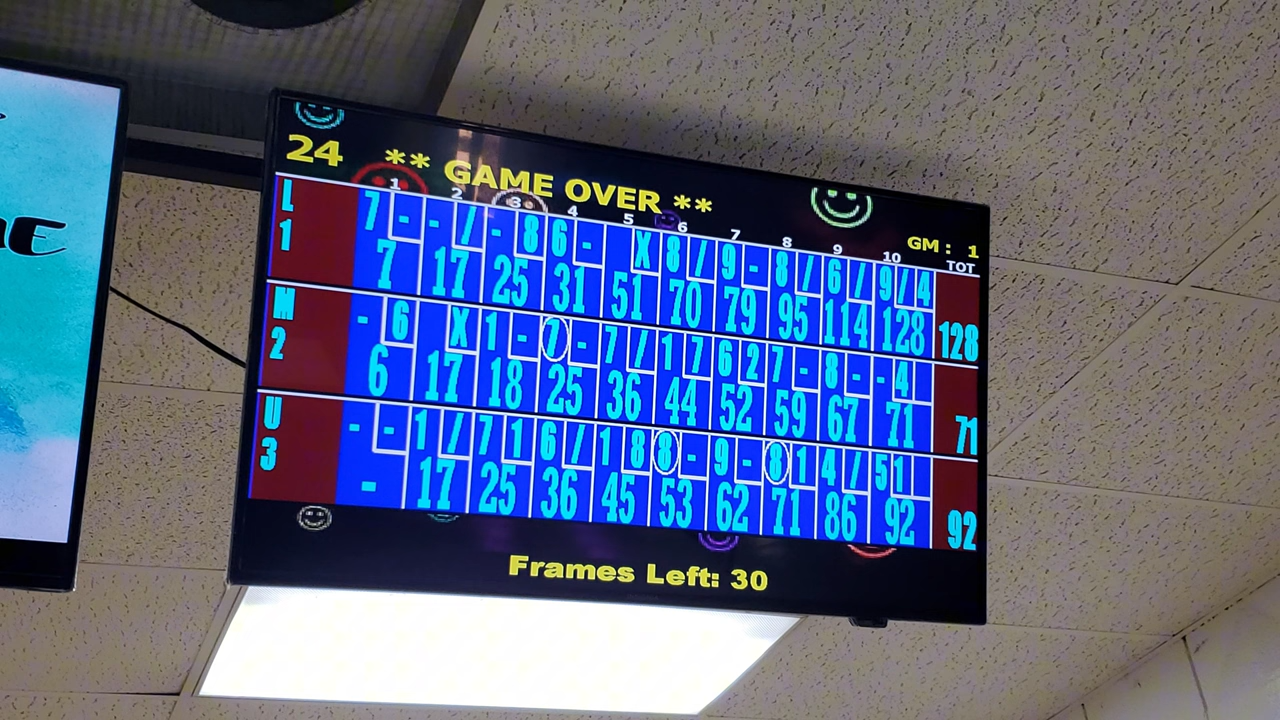 24 ** GAME OVER **
GM: 1
1 2 3 4 5 6 7 8 9 10 TOT
L 7 - - / - 8 6 - X 8 / 9 - 8 / 6 / 9 / 4
1 7 17 25 31 51 70 79 95 114 128 128
M - 6 X 1 - 7 - 7 / 1 7 6 2 7 - 8 - - 4
2 6 17 18 25 36 44 52 59 67 71 71
U - - 1 / 7 1 6 / 1 8 8 - 9 - 8 1 4 / 5 1
3 - 17 25 36 45 53 62 71 86 92 92
Frames Left: 30